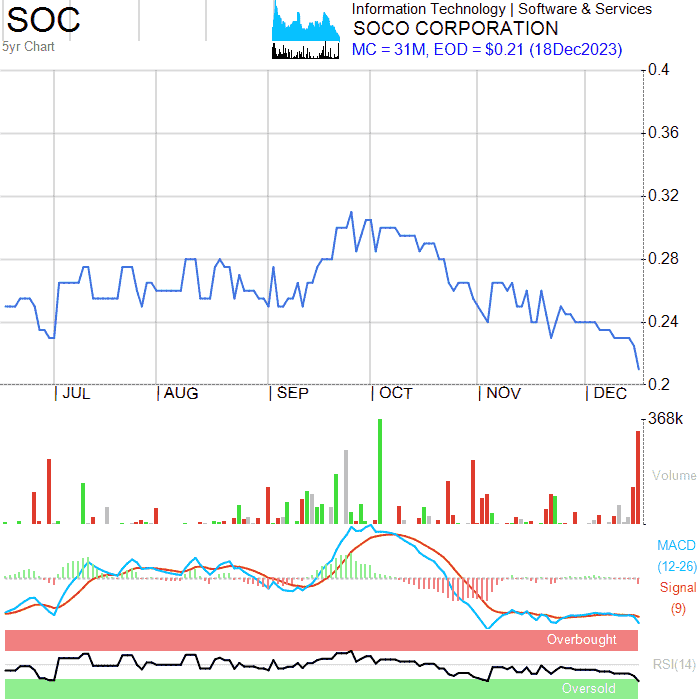 SOC
5yr Chart
Information Technology | Software & Services
SOCO CORPORATION
MC = 31M, EOD = $0.21 (18Dec2023)
0.4
0.36
0.32
0.28
0.24
0.2
| JUL | AUG | SEP | OCT | NOV | DEC
368k
Volume
MACD
(12-26)
Signal
(9)
Overbought
RSI(14)
Oversold